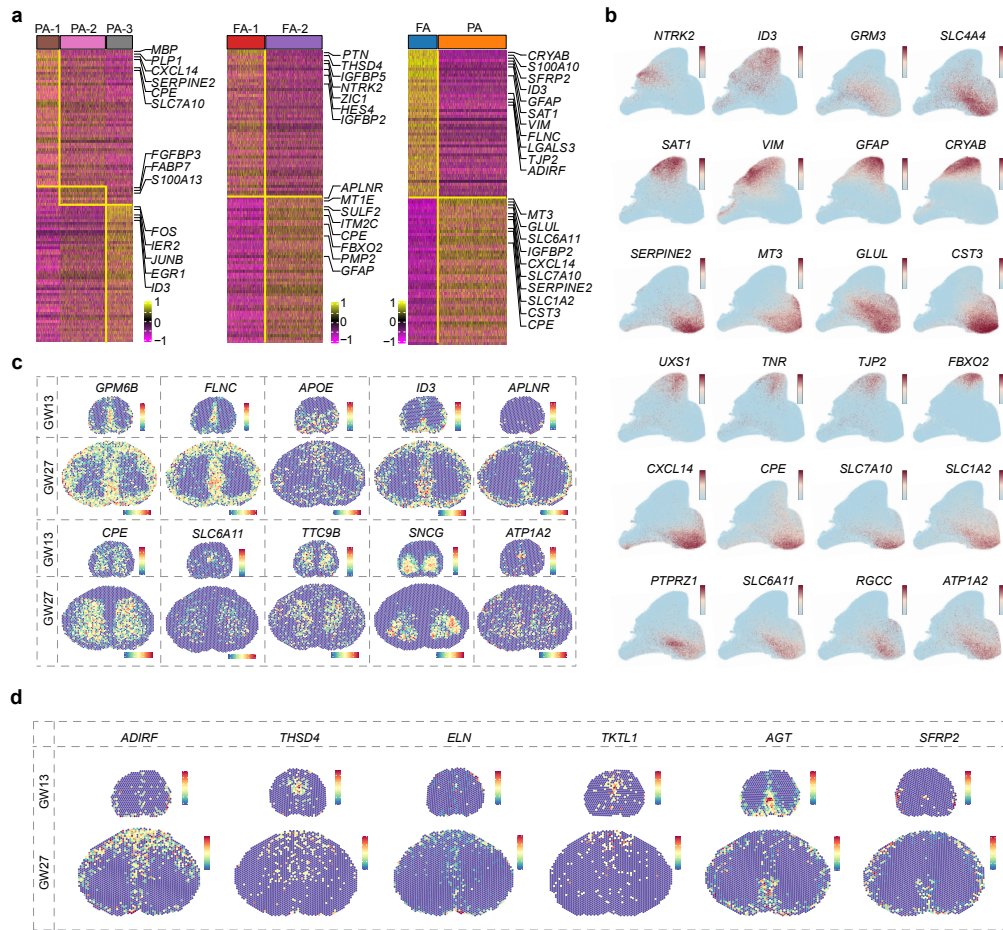 a
PA-1 PA-2 PA-3
MBP
PLP1
CXCL14
SERPINE2
CPE
SLC7A10
FGFBP3
FABP7
S100A13
FOS
IER2
JUNB
EGR1
ID3
1
0
−1
FA-1 FA-2
PTN
THSD4
IGFBP5
NTRK2
ZIC1
HES4
IGFBP2
APLNR
MT1E
SULF2
ITM2C
CPE
FBXO2
PMP2
GFAP
1
0
−1
FA PA
CRYAB
S100A10
SFRP2
ID3
GFAP
SAT1
VIM
FLNC
LGALS3
TJP2
ADIRF
MT3
GLUL
SLC6A11
IGFBP2
CXCL14
SLC7A10
SERPINE2
SLC1A2
CST3
CPE
1
0
−1
b
NTRK2 ID3 GRM3 SLC4A4
SAT1 VIM GFAP CRYAB
SERPINE2 MT3 GLUL CST3
UXS1 TNR TJP2 FBXO2
CXCL14 CPE SLC7A10 SLC1A2
PTPRZ1 SLC6A11 RGCC ATP1A2
c
GPM6B FLNC APOE ID3 APLNR
GW13
GW27
CPE SLC6A11 TTC9B SNCG ATP1A2
GW13
GW27
d
ADIRF THSD4 ELN TKTL1 AGT SFRP2
GW13
GW27